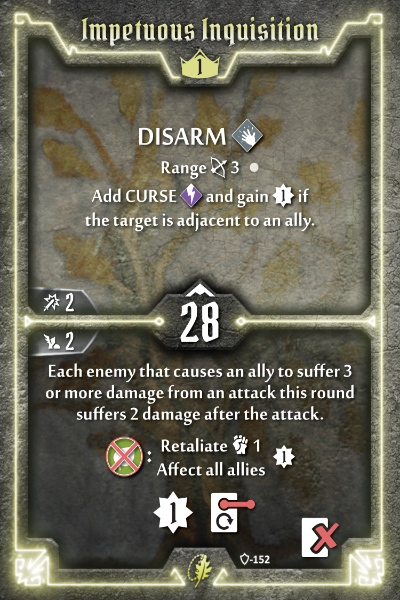 Impetuous Inquisition
1
DISARM
Range 3
Add CURSE and gain 1 if
the target is adjacent to an ally.
2
28
2
Each enemy that causes an ally to suffer 3
or more damage from an attack this round
suffers 2 damage after the attack.
: Retaliate 1
Affect all allies 1
1
-152